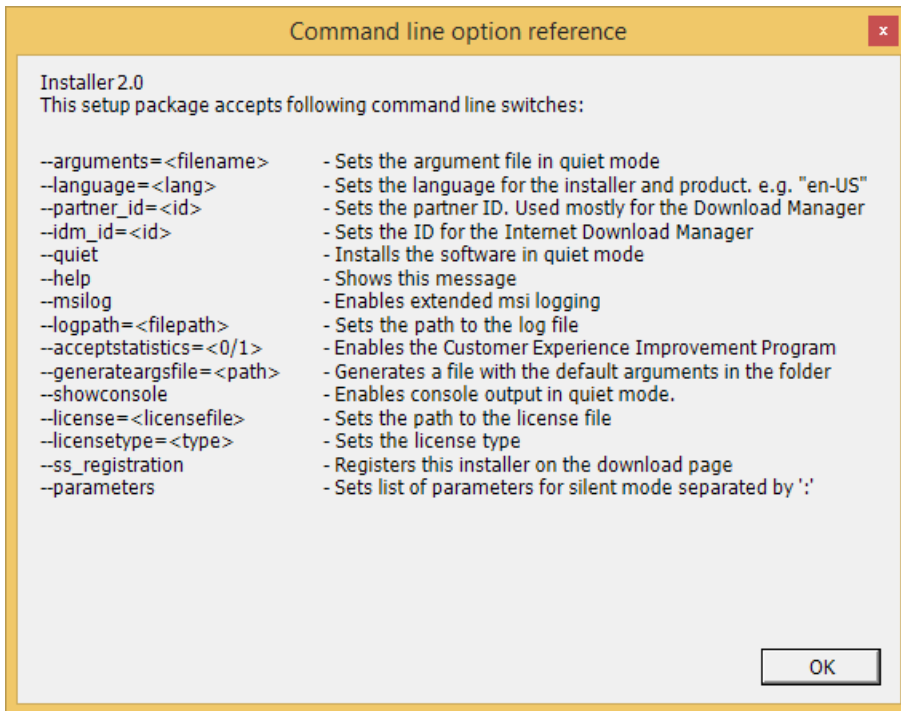 Command line option reference
x
Installer 2.0
This setup package accepts following command line switches:
--arguments=<filename> - Sets the argument file in quiet mode
--language=<lang> - Sets the language for the installer and product. e.g. "en-US"
--partner_id=<id> - Sets the partner ID. Used mostly for the Download Manager
--idm_id=<id> - Sets the ID for the Internet Download Manager
--quiet - Installs the software in quiet mode
--help - Shows this message
--msilog - Enables extended msi logging
--logpath=<filepath> - Sets the path to the log file
--acceptstatistics=<0/1> - Enables the Customer Experience Improvement Program
--generateargsfile=<path> - Generates a file with the default arguments in the folder
--showconsole - Enables console output in quiet mode.
--license=<licensefile> - Sets the path to the license file
--licensetype=<type> - Sets the license type
--ss_registration - Registers this installer on the download page
--parameters - Sets list of parameters for silent mode separated by ':'
OK